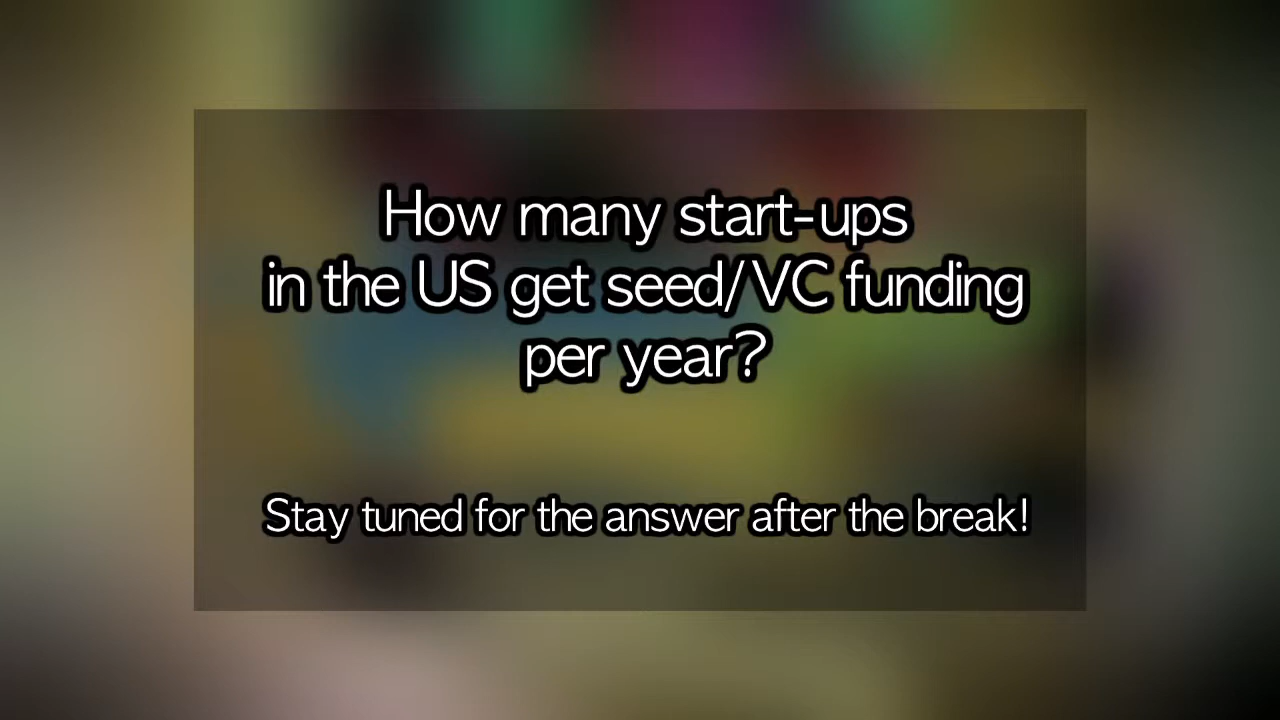 How many start-ups
in the US get seed/VC funding
per year?
Stay tuned for the answer after the break!